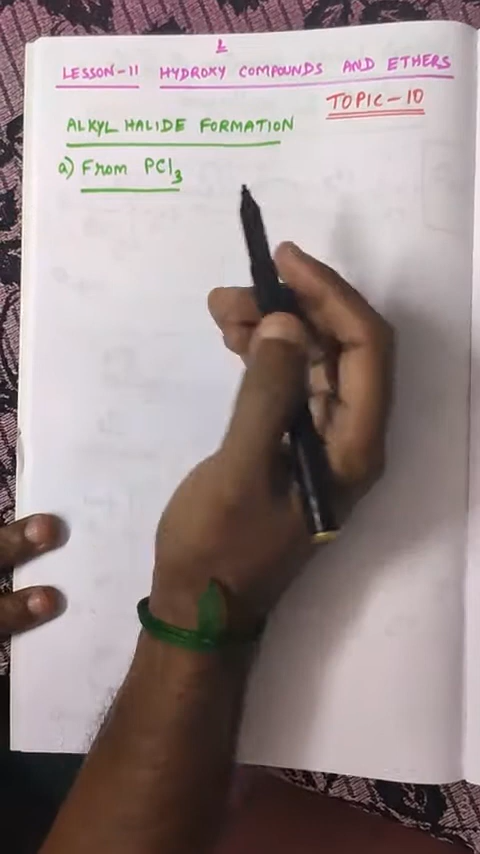 LESSON-11 HYDROXY COMPOUNDS AND ETHERS
TOPIC-10
ALKYL HALIDE FORMATION
a) From PCl₃